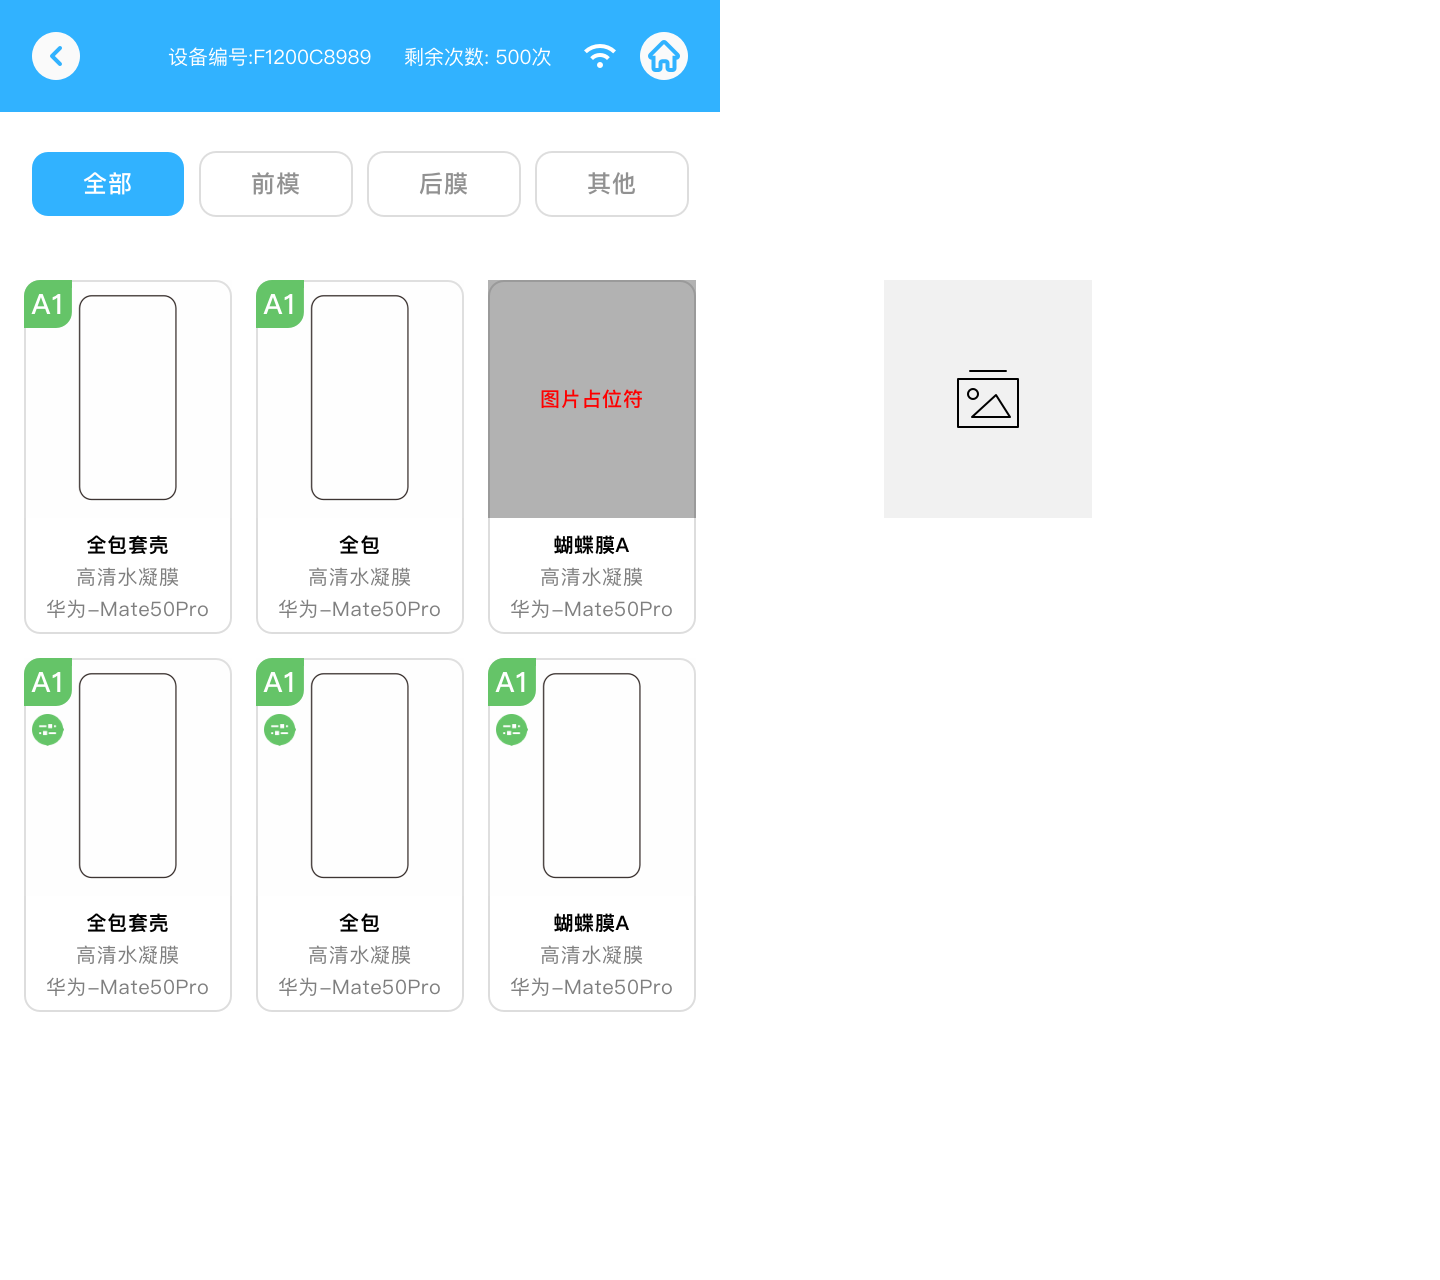 设备编号:F1200C8989 剩余次数: 500次
全部 前模 后膜 其他
A1 A1 图片占位符
全包套壳 全包 蝴蝶膜A
高清水凝膜 高清水凝膜 高清水凝膜
华为-Mate50Pro 华为-Mate50Pro 华为-Mate50Pro
A1 A1 A1
全包套壳 全包 蝴蝶膜A
高清水凝膜 高清水凝膜 高清水凝膜
华为-Mate50Pro 华为-Mate50Pro 华为-Mate50Pro